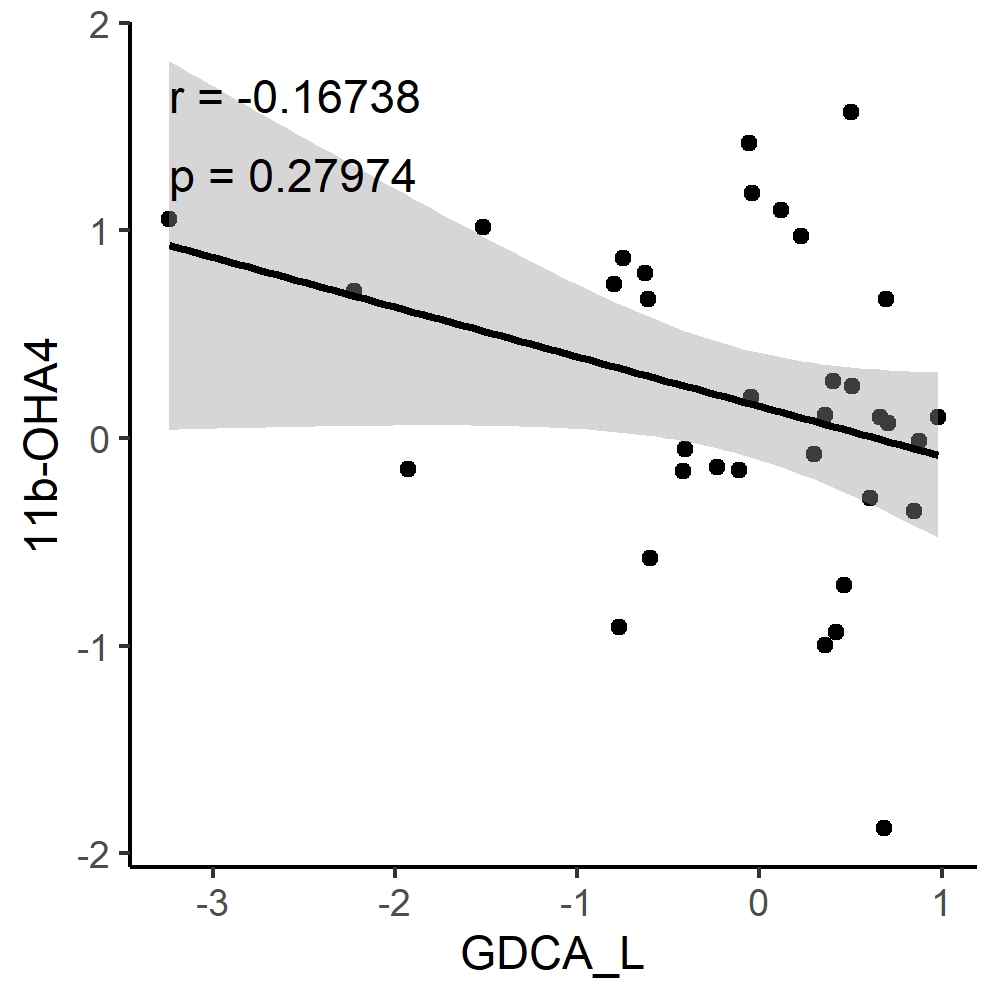 2
r = -0.16738
p = 0.27974
1
0
-1
-2
11b-OHA4
-3 -2 -1 0 1
GDCA_L